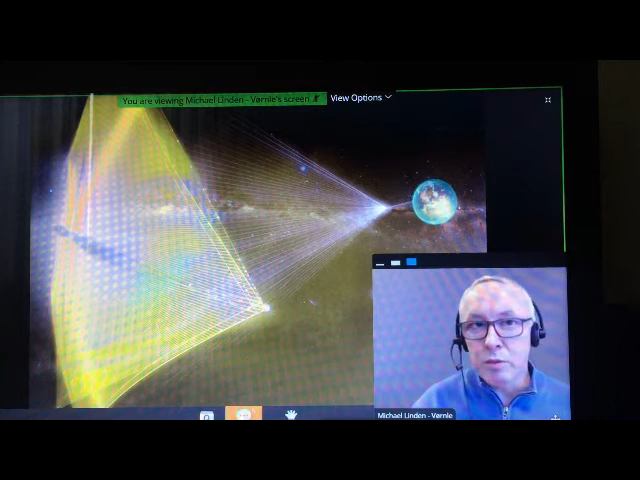 You are viewing Michael Linden - Vørnle's screen
View Options
Michael Linden - Vørnle